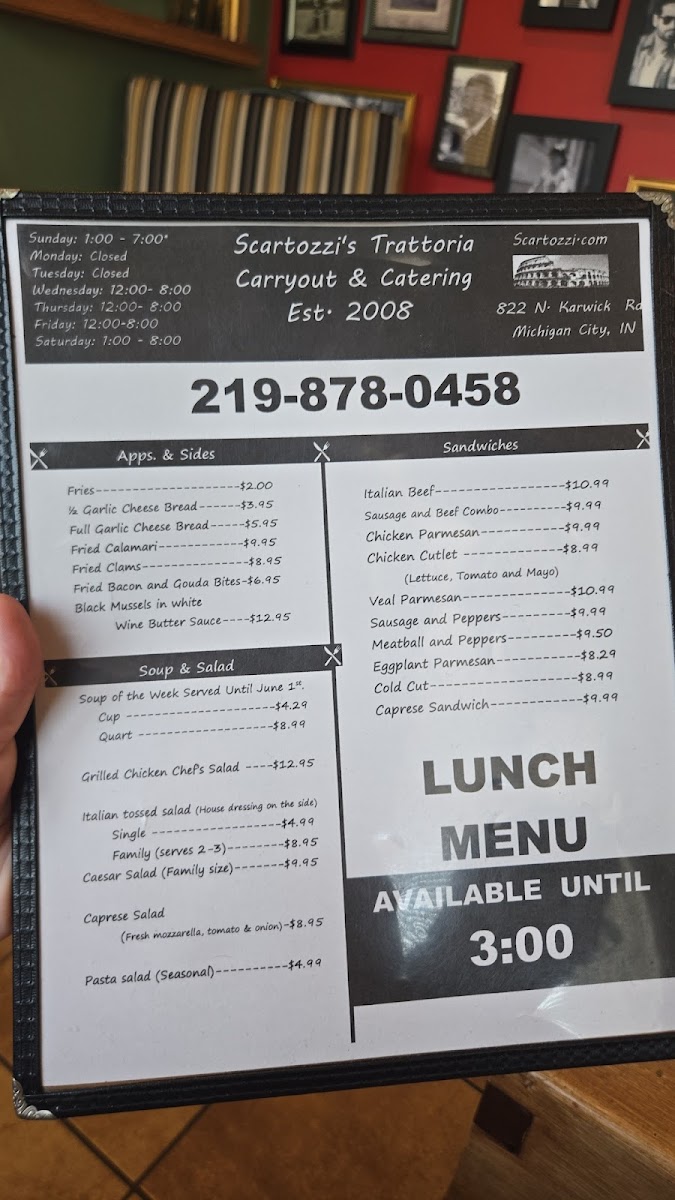 Sunday: 1:00 - 7:00*
Monday: Closed
Tuesday: Closed
Wednesday: 12:00- 8:00
Thursday: 12:00- 8:00
Friday: 12:00-8:00
Saturday: 1:00 - 8:00
Scartozzi's Trattoria
Carryout & Catering
Est. 2008
Scartozzi.com
822 N. Karwick Rd
Michigan City, IN
219-878-0458
Apps. & Sides
Fries---------------------$2.00
½ Garlic Cheese Bread------$3.95
Full Garlic Cheese Bread-----$5.95
Fried Calamari------------$9.95
Fried Clams----------------$8.95
Fried Bacon and Gouda Bites-$6.95
Black Mussels in white
Wine Butter Sauce----$12.95
Soup & Salad
Soup of the Week Served Until June 1st.
Cup ----------------------$4.29
Quart --------------------$8.99
Grilled Chicken Chef's Salad ----$12.95
Italian tossed salad (House dressing on the side)
Single -------------------$4.99
Family (serves 2-3)--------$8.95
Caesar Salad (Family size)-------$9.95
Caprese Salad
(Fresh mozzarella, tomato & onion)-$8.95
Pasta salad (Seasonal)----------$4.99
Sandwiches
Italian Beef-------------------$10.99
Sausage and Beef Combo----------$9.99
Chicken Parmesan------------$9.99
Chicken Cutlet --------------$8.99
(Lettuce, Tomato and Mayo)
Veal Parmesan---------------$10.99
Sausage and Peppers----------$9.99
Meatball and Peppers----------$9.50
Eggplant Parmesan------------$8.29
Cold Cut---------------------$8.99
Caprese Sandwich-------------$9.99
LUNCH
MENU
AVAILABLE UNTIL
3:00